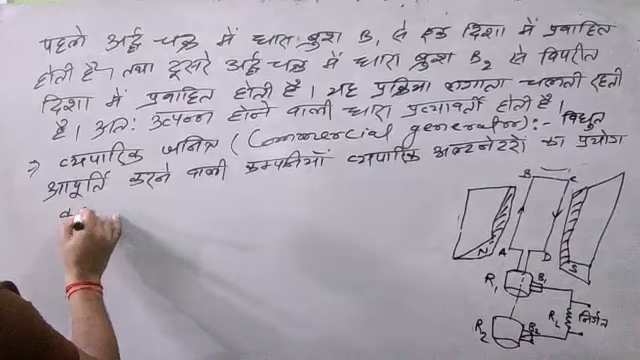 पहले अर्द्ध चक्र में धारा ब्रुश B₁ से एक दिशा में प्रवाहित
होती है। तथा दूसरे अर्द्ध चक्र में धारा ब्रुश B₂ से विपरीत
दिशा में प्रवाहित होती है। यह प्रक्रिया लगातार चलती रहती
है। अतः उत्पन्न होने वाली धारा प्रत्यावर्ती होती है।
⇒ व्यापारिक जनित्र (Commercial generator):- विद्युत
आपूर्ति करने वाली कम्पनियाँ व्यापारिक अल्टरनेटरों का प्रयोग
B C
N A D S
R₁ B₁
R₂ B₂ R_L निर्गत